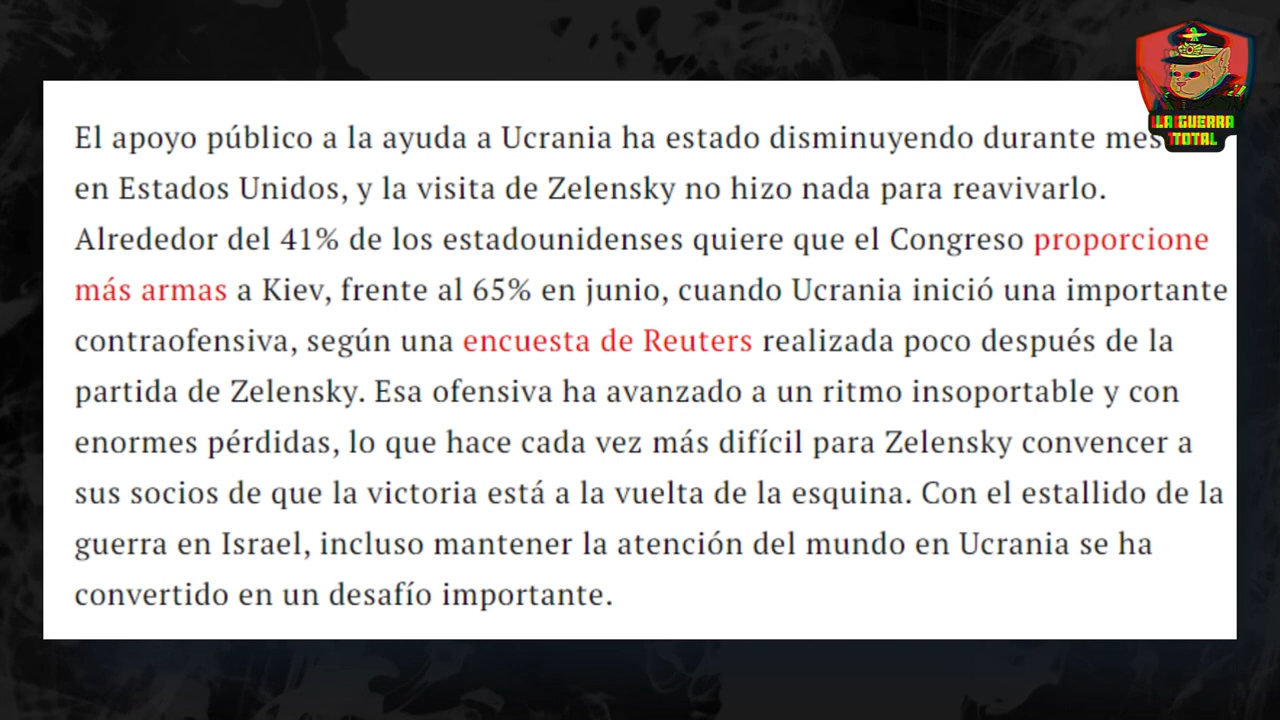 El apoyo público a la ayuda a Ucrania ha estado disminuyendo durante
en Estados Unidos, y la visita de Zelensky no hizo nada para reavivarlo.
Alrededor del 41% de los estadounidenses quiere que el Congreso proporcione
más armas a Kiev, frente al 65% en junio, cuando Ucrania inició una importante
contraofensiva, según una encuesta de Reuters realizada poco después de la
partida de Zelensky. Esa ofensiva ha avanzado a un ritmo insoportable y con
enormes pérdidas, lo que hace cada vez más difícil para Zelensky convencer a
sus socios de que la victoria está a la vuelta de la esquina. Con el estallido de la
guerra en Israel, incluso mantener la atención del mundo en Ucrania se ha
convertido en un desafío importante.
LA GUERRA
TOTAL